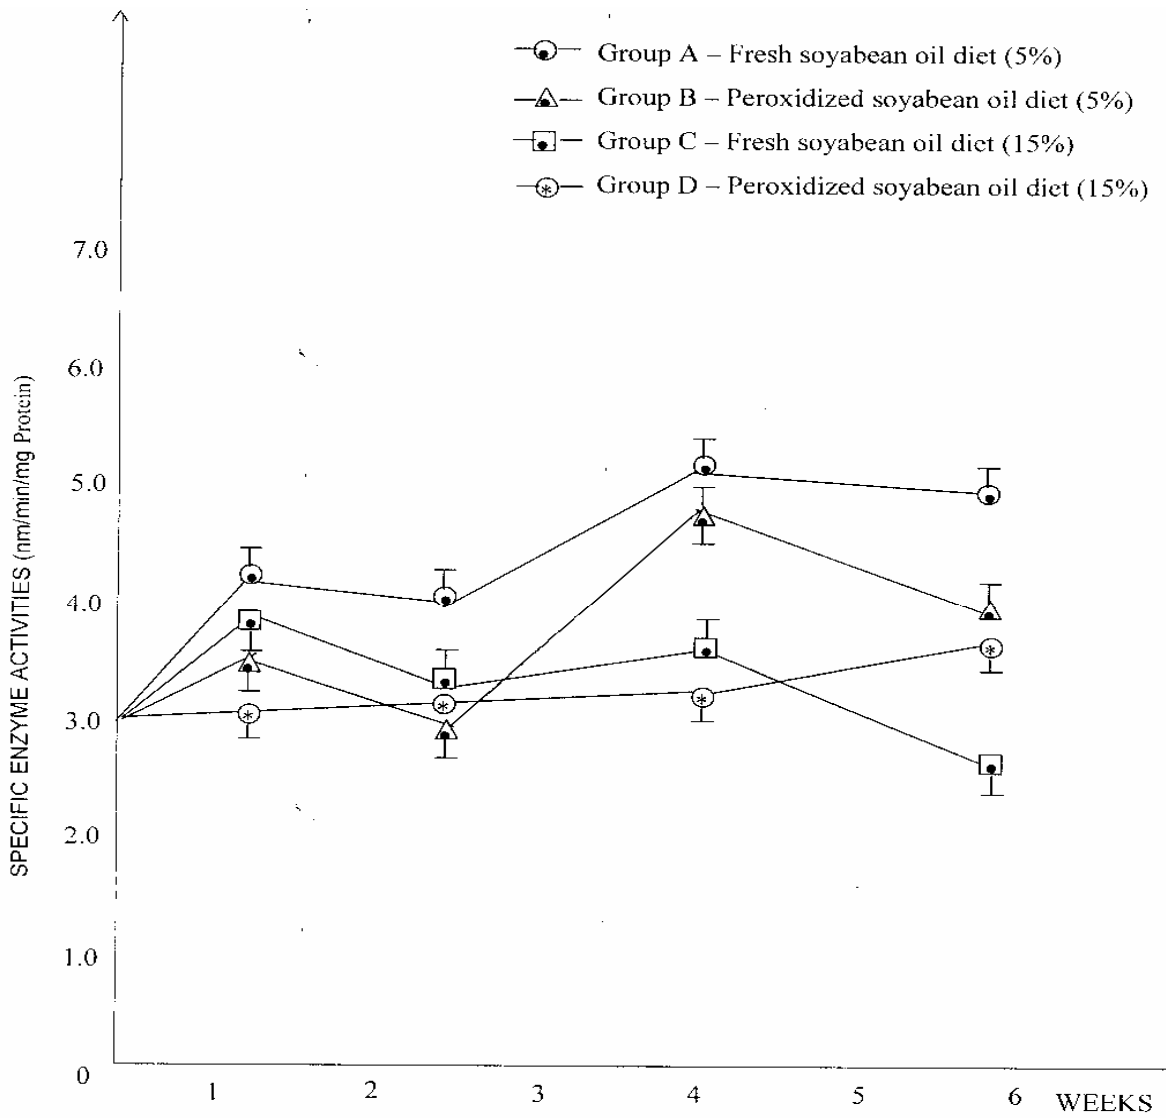 Group A – Fresh soyabean oil diet (5%)
Group B – Peroxidized soyabean oil diet (5%)
Group C – Fresh soyabean oil diet (15%)
Group D – Peroxidized soyabean oil diet (15%)
7.0
6.0
5.0
4.0
3.0
2.0
1.0
0
SPECIFIC ENZYME ACTIVITIES (nm/min/mg Protein)
1 2 3 4 5 6 WEEKS